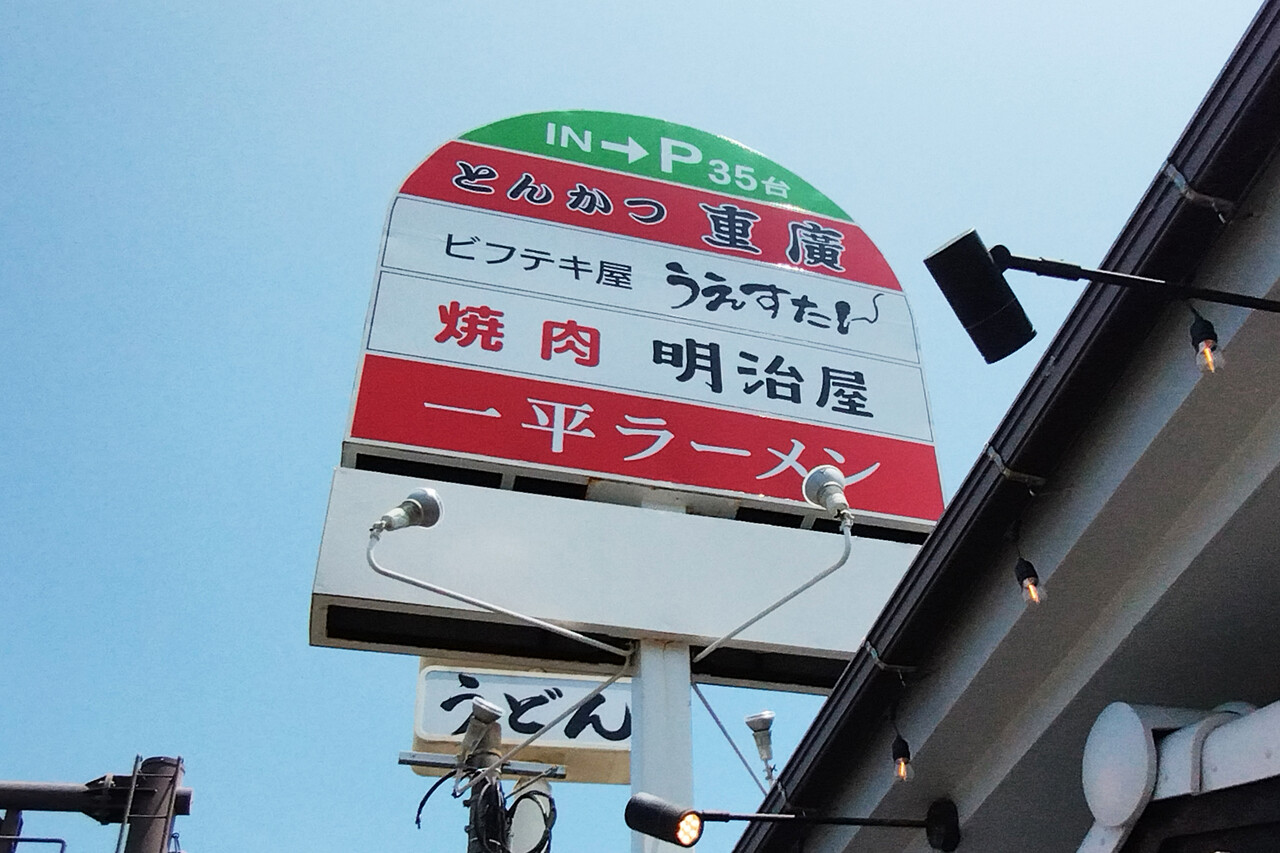 IN→P35台
とんかつ 重廣
ビフテキ屋 うえすたん
焼肉 明治屋
一平ラーメン
うどん